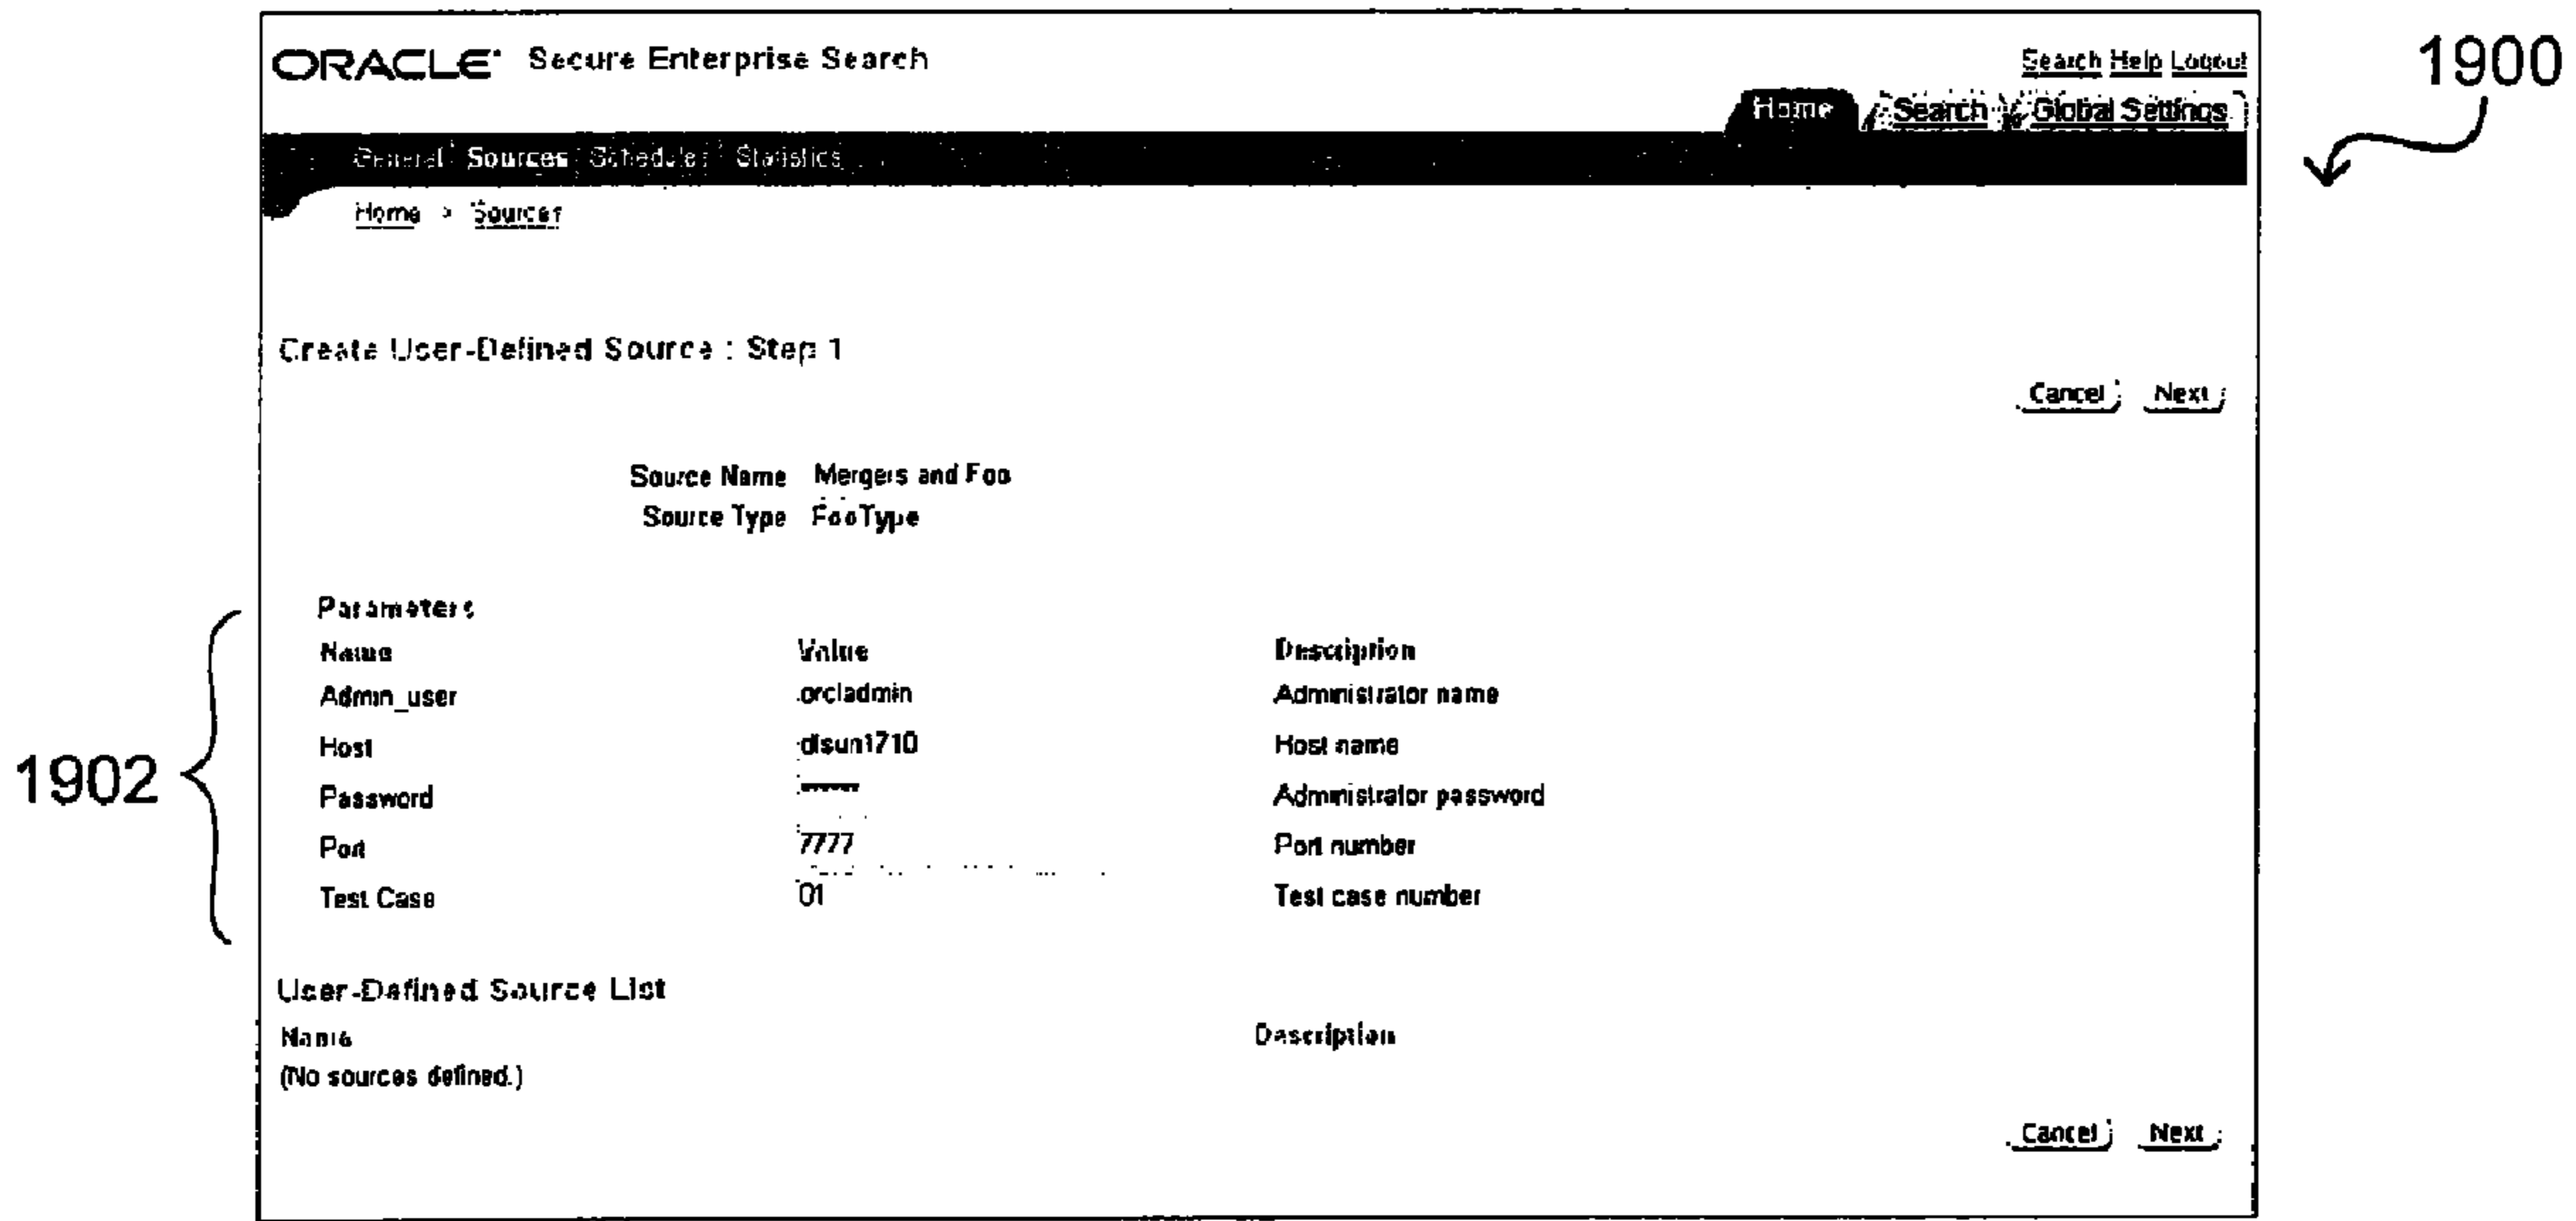 ORACLE Secure Enterprise Search
Search Help Logout
1900
Home Search Global Settings
General Sources Schedules Statistics
Home > Sources
Create User-Defined Source : Step 1
Cancel Next
Source Name Mergers and Foo
Source Type FooType
1902
Parameters
Name Value Description
Admin_user orcladmin Administrator name
Host dlsun1710 Host name
Password ****** Administrator password
Port 7777 Port number
Test Case 01 Test case number
User-Defined Source List
Name Description
(No sources defined.)
Cancel Next